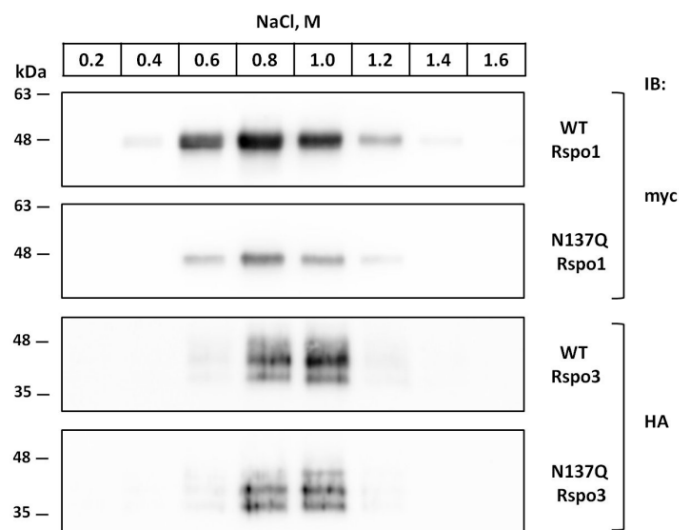 NaCl, M
kDa 0.2 0.4 0.6 0.8 1.0 1.2 1.4 1.6
IB:
63 –
48 –
WT
Rspo1
myc
63 –
48 –
N137Q
Rspo1
48 –
35 –
WT
Rspo3
HA
48 –
35 –
N137Q
Rspo3